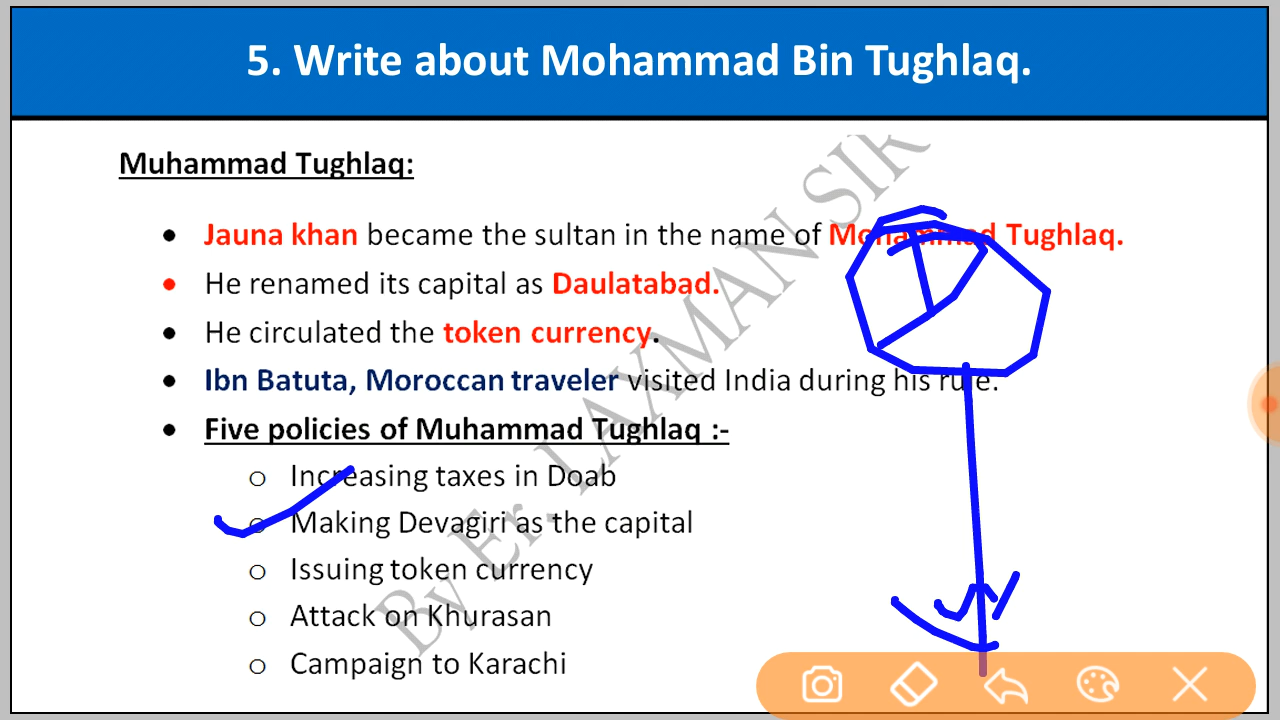 5. Write about Mohammad Bin Tughlaq.
Muhammad Tughlaq:
• Jauna khan became the sultan in the name of Mohammad Tughlaq.
• He renamed its capital as Daulatabad.
• He circulated the token currency.
• Ibn Batuta, Moroccan traveler visited India during his rule.
• Five policies of Muhammad Tughlaq :-
o Increasing taxes in Doab
o Making Devagiri as the capital
o Issuing token currency
o Attack on Khurasan
o Campaign to Karachi
By Er. LAXMAN SIR